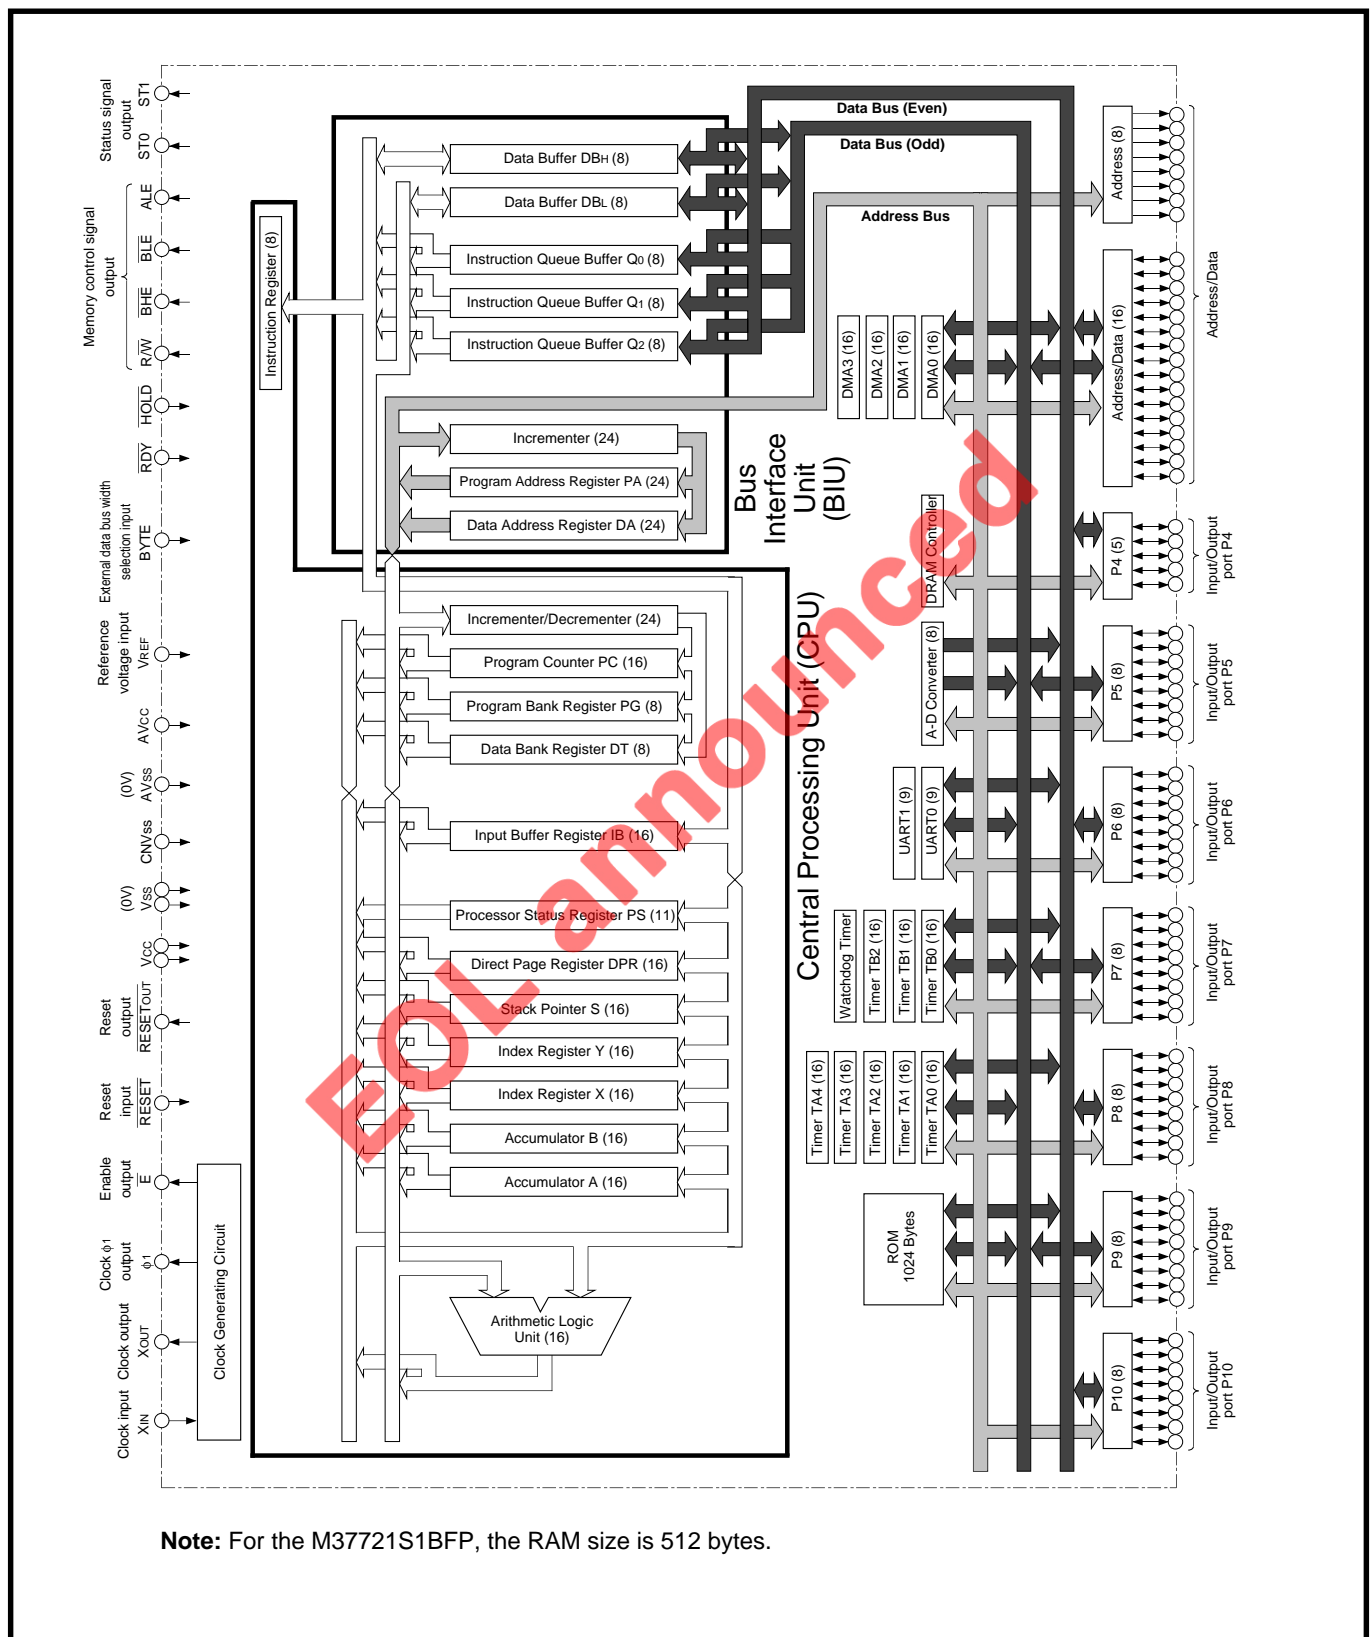 Status signal
output
ST1
ST0
Memory control signal
output
ALE
BLE
BHE
R/W
HOLD
RDY
External data bus width
selection input
BYTE
Reference
voltage input
VREF
AVCC
(0V)
AVSS
CNVSS
(0V)
VSS
VCC
Reset
output
RESETOUT
Reset
input
RESET
Enable
output
E
Clock φ1
output
φ1
Clock output
XOUT
Clock input
XIN
Clock Generating Circuit
Instruction Register (8)
Data Buffer DBH (8)
Data Buffer DBL (8)
Instruction Queue Buffer Q0 (8)
Instruction Queue Buffer Q1 (8)
Instruction Queue Buffer Q2 (8)
Incrementer (24)
Program Address Register PA (24)
Data Address Register DA (24)
Bus
Interface
Unit
(BIU)
Incrementer/Decrementer (24)
Program Counter PC (16)
Program Bank Register PG (8)
Data Bank Register DT (8)
Input Buffer Register IB (16)
Processor Status Register PS (11)
Direct Page Register DPR (16)
Stack Pointer S (16)
Index Register Y (16)
Index Register X (16)
Accumulator B (16)
Accumulator A (16)
Arithmetic Logic
Unit (16)
Central Processing Unit (CPU)
Data Bus (Even)
Data Bus (Odd)
Address Bus
DMA3 (16)
DMA2 (16)
DMA1 (16)
DMA0 (16)
DRAM Controller
A-D Converter (8)
UART1 (9)
UART0 (9)
Watchdog Timer
Timer TB2 (16)
Timer TB1 (16)
Timer TB0 (16)
Timer TA4 (16)
Timer TA3 (16)
Timer TA2 (16)
Timer TA1 (16)
Timer TA0 (16)
ROM
1024 Bytes
Address (8)
Address/Data (16)
Address/Data
P4 (5)
Input/Output
port P4
P5 (8)
Input/Output
port P5
P6 (8)
Input/Output
port P6
P7 (8)
Input/Output
port P7
P8 (8)
Input/Output
port P8
P9 (8)
Input/Output
port P9
P10 (8)
Input/Output
port P10
EOL announced
Note: For the M37721S1BFP, the RAM size is 512 bytes.